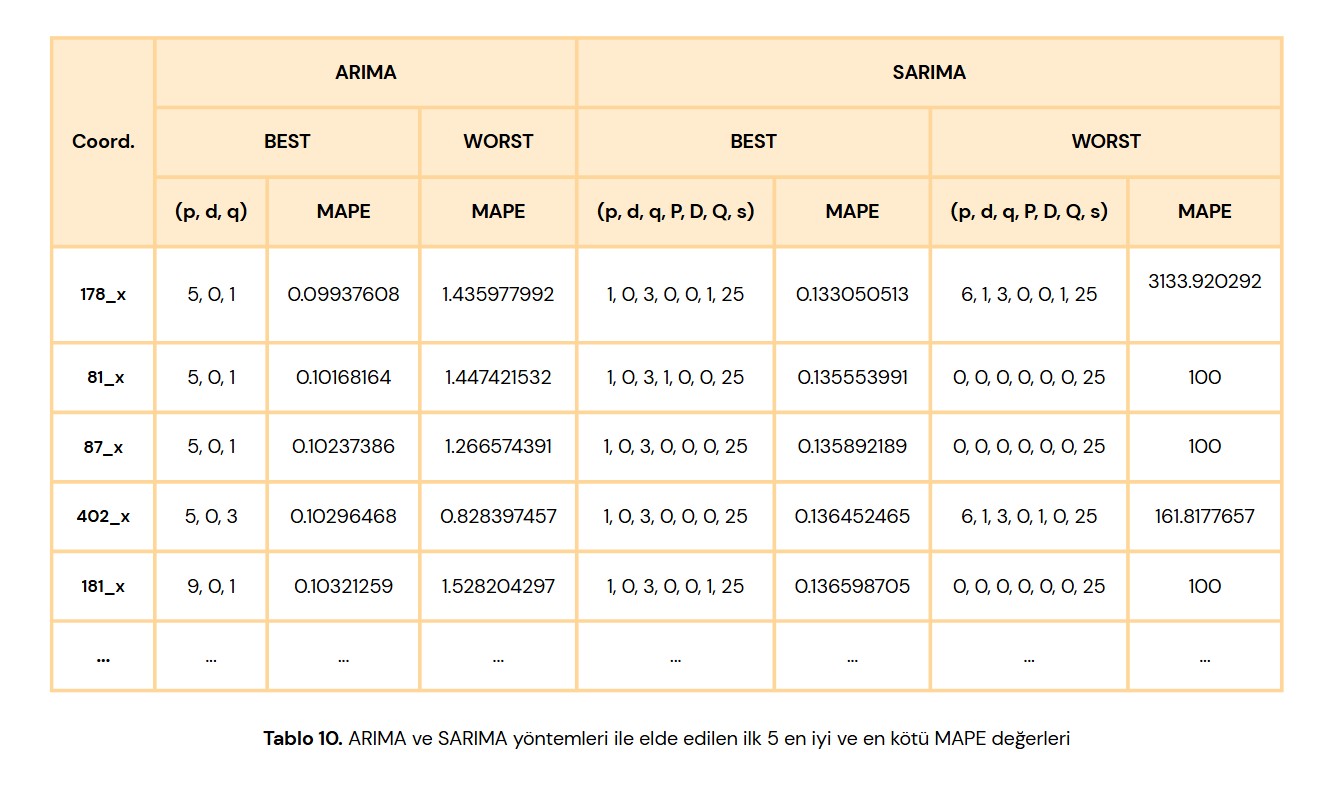 ARIMA SARIMA
Coord. BEST WORST BEST WORST
(p, d, q) MAPE MAPE (p, d, q, P, D, Q, s) MAPE (p, d, q, P, D, Q, s) MAPE
178_x 5, 0, 1 0.09937608 1.435977992 1, 0, 3, 0, 0, 1, 25 0.133050513 6, 1, 3, 0, 0, 1, 25 3133.920292
81_x 5, 0, 1 0.10168164 1.447421532 1, 0, 3, 1, 0, 0, 25 0.135553991 0, 0, 0, 0, 0, 0, 25 100
87_x 5, 0, 1 0.10237386 1.266574391 1, 0, 3, 0, 0, 0, 25 0.135892189 0, 0, 0, 0, 0, 0, 25 100
402_x 5, 0, 3 0.10296468 0.828397457 1, 0, 3, 0, 0, 0, 25 0.136452465 6, 1, 3, 0, 1, 0, 25 161.8177657
181_x 9, 0, 1 0.10321259 1.528204297 1, 0, 3, 0, 0, 1, 25 0.136598705 0, 0, 0, 0, 0, 0, 25 100
... ... ... ... ... ... ... ...
Tablo 10. ARIMA ve SARIMA yöntemleri ile elde edilen ilk 5 en iyi ve en kötü MAPE değerleri